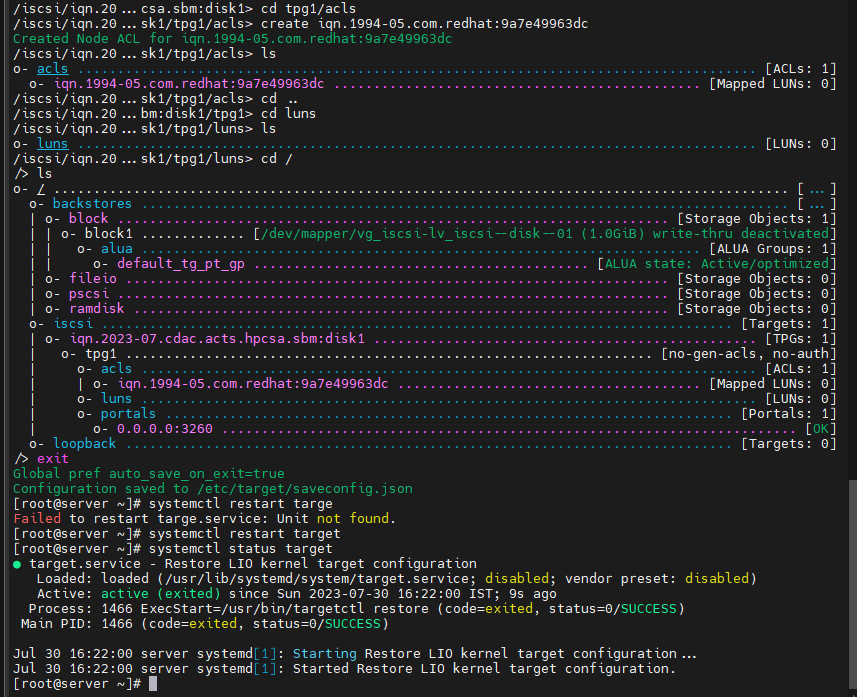 /iscsi/iqn.20...csa.sbm:disk1> cd tpg1/acls
/iscsi/iqn.20...sk1/tpg1/acls> create iqn.1994-05.com.redhat:9a7e49963dc
Created Node ACL for iqn.1994-05.com.redhat:9a7e49963dc
/iscsi/iqn.20...sk1/tpg1/acls> ls
o- acls ..................................................................................... [ACLs: 1]
  o- iqn.1994-05.com.redhat:9a7e49963dc .............................................. [Mapped LUNs: 0]
/iscsi/iqn.20...sk1/tpg1/acls> cd ..
/iscsi/iqn.20...bm:disk1/tpg1> cd luns
/iscsi/iqn.20...sk1/tpg1/luns> ls
o- luns ..................................................................................... [LUNs: 0]
/iscsi/iqn.20...sk1/tpg1/luns> cd /
/> ls
o- / ............................................................................................ [...]
  o- backstores ................................................................................. [...]
  | o- block ..................................................................... [Storage Objects: 1]
  | | o- block1 ............. [/dev/mapper/vg_iscsi-lv_iscsi--disk--01 (1.0GiB) write-thru deactivated]
  | |   o- alua ...................................................................... [ALUA Groups: 1]
  | |     o- default_tg_pt_gp ........................................... [ALUA state: Active/optimized]
  | o- fileio .................................................................... [Storage Objects: 0]
  | o- pscsi ..................................................................... [Storage Objects: 0]
  | o- ramdisk ................................................................... [Storage Objects: 0]
  o- iscsi ............................................................................... [Targets: 1]
  | o- iqn.2023-07.cdac.acts.hpcsa.sbm:disk1 ................................................ [TPGs: 1]
  |   o- tpg1 .................................................................. [no-gen-acls, no-auth]
  |     o- acls ............................................................................. [ACLs: 1]
  |     | o- iqn.1994-05.com.redhat:9a7e49963dc ...................................... [Mapped LUNs: 0]
  |     o- luns ............................................................................. [LUNs: 0]
  |     o- portals ....................................................................... [Portals: 1]
  |       o- 0.0.0.0:3260 ........................................................................ [OK]
  o- loopback ............................................................................ [Targets: 0]
/> exit
Global pref auto_save_on_exit=true
Configuration saved to /etc/target/saveconfig.json
[root@server ~]# systemctl restart targe
Failed to restart targe.service: Unit not found.
[root@server ~]# systemctl restart target
[root@server ~]# systemctl status target
● target.service - Restore LIO kernel target configuration
   Loaded: loaded (/usr/lib/systemd/system/target.service; disabled; vendor preset: disabled)
   Active: active (exited) since Sun 2023-07-30 16:22:00 IST; 9s ago
  Process: 1466 ExecStart=/usr/bin/targetctl restore (code=exited, status=0/SUCCESS)
 Main PID: 1466 (code=exited, status=0/SUCCESS)

Jul 30 16:22:00 server systemd[1]: Starting Restore LIO kernel target configuration...
Jul 30 16:22:00 server systemd[1]: Started Restore LIO kernel target configuration.
[root@server ~]#